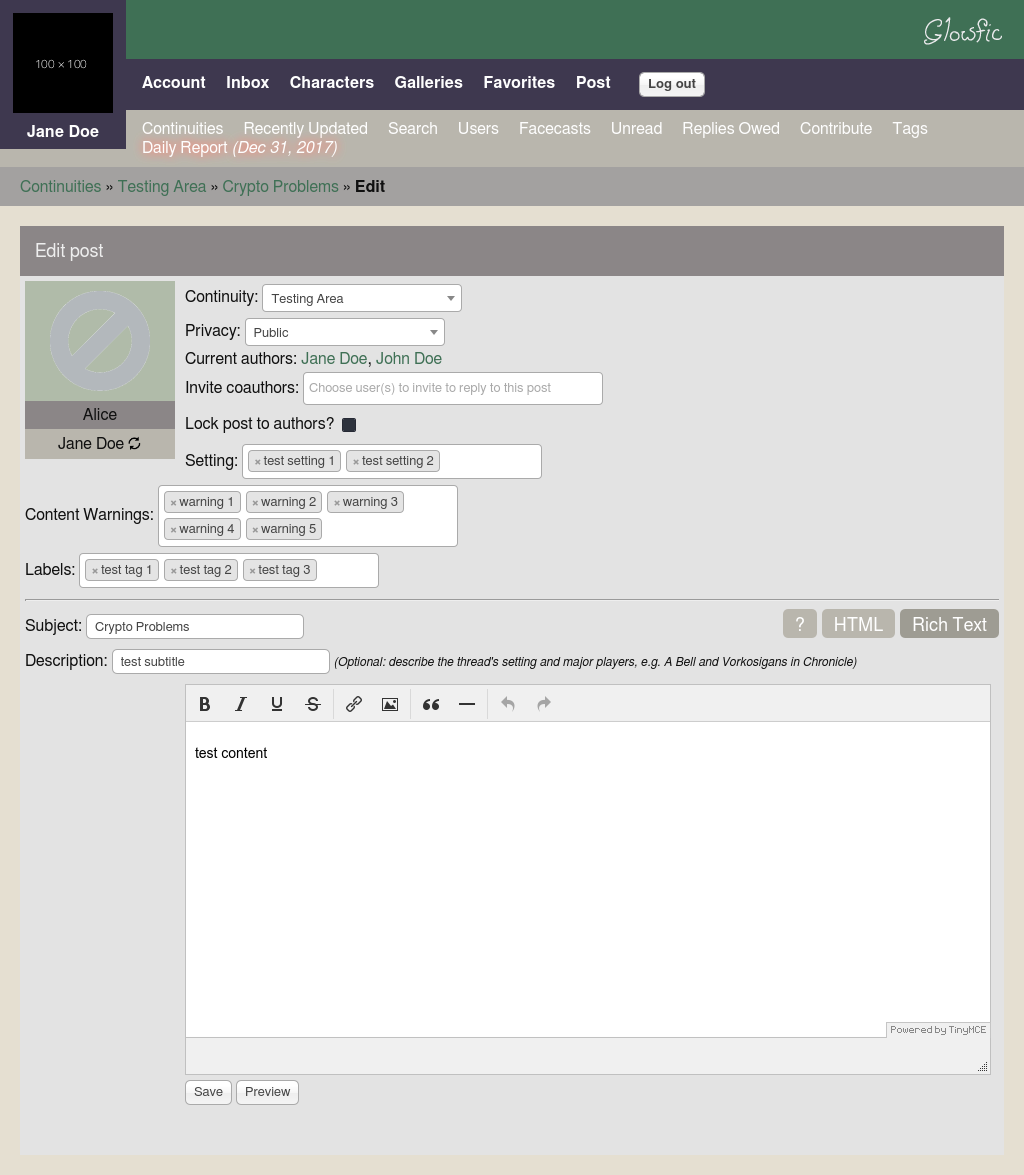 100 × 100
Glowfic
Account Inbox Characters Galleries Favorites Post Log out
Jane Doe
Continuities Recently Updated Search Users Facecasts Unread Replies Owed Contribute Tags
Daily Report (Dec 31, 2017)
Continuities » Testing Area » Crypto Problems » Edit
Edit post
Continuity: Testing Area
Privacy: Public
Current authors: Jane Doe, John Doe
Invite coauthors: Choose user(s) to invite to reply to this post
Alice
Lock post to authors?
Jane Doe
Setting: × test setting 1 × test setting 2
Content Warnings: × warning 1 × warning 2 × warning 3
× warning 4 × warning 5
Labels: × test tag 1 × test tag 2 × test tag 3
Subject: Crypto Problems ? HTML Rich Text
Description: test subtitle (Optional: describe the thread's setting and major players, e.g. A Bell and Vorkosigans in Chronicle)
B I U S
test content
Powered by TinyMCE
Save Preview